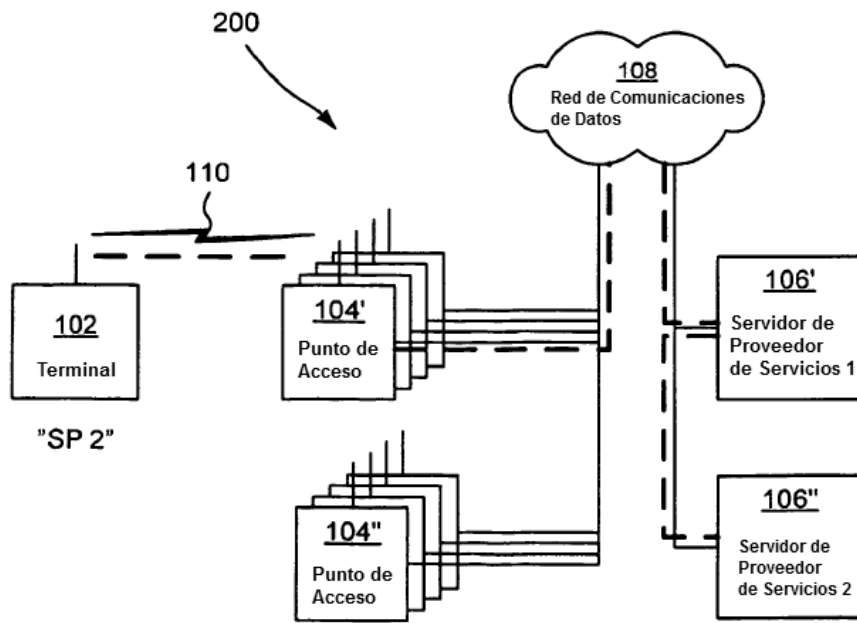 200
108
Red de Comunicaciones
de Datos
110
102
Terminal
"SP 2"
104'
Punto de
Acceso
106'
Servidor de
Proveedor
de Servicios 1
104"
Punto de
Acceso
106"
Servidor de
Proveedor
de Servicios 2